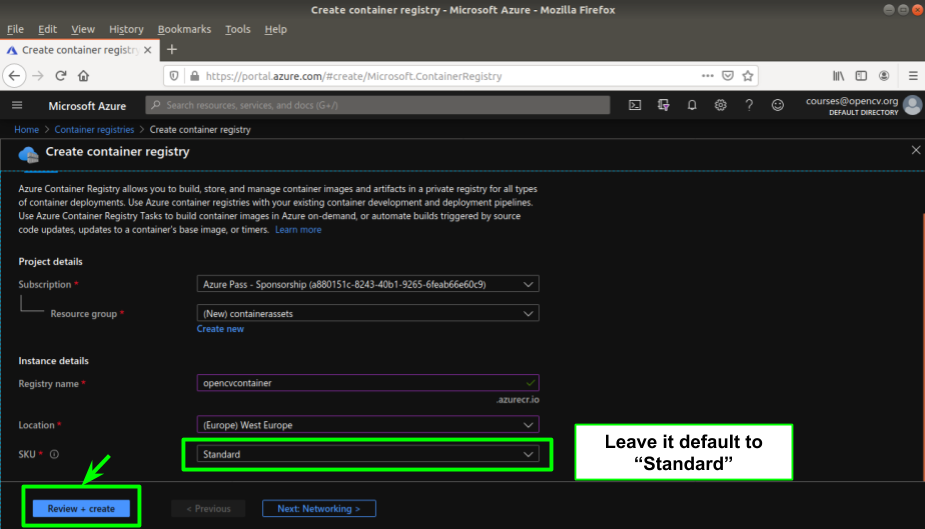 Create container registry - Microsoft Azure - Mozilla Firefox
File Edit View History Bookmarks Tools Help
Create container registry
https://portal.azure.com/#create/Microsoft.ContainerRegistry
Microsoft Azure
Search resources, services, and docs (G+/)
courses@opencv.org
DEFAULT DIRECTORY
Home > Container registries > Create container registry
Create container registry
Azure Container Registry allows you to build, store, and manage container images and artifacts in a private registry for all types
of container deployments. Use Azure container registries with your existing container development and deployment pipelines.
Use Azure Container Registry Tasks to build container images in Azure on-demand, or automate builds triggered by source
code updates, updates to a container's base image, or timers. Learn more
Project details
Subscription *
Azure Pass - Sponsorship (a880151c-8243-40b1-9265-6feab66e60c9)
Resource group *
(New) containerassets
Create new
Instance details
Registry name *
opencvcontainer
.azurecr.io
Location *
(Europe) West Europe
SKU *
Standard
Leave it default to
“Standard”
Review + create
< Previous
Next: Networking >